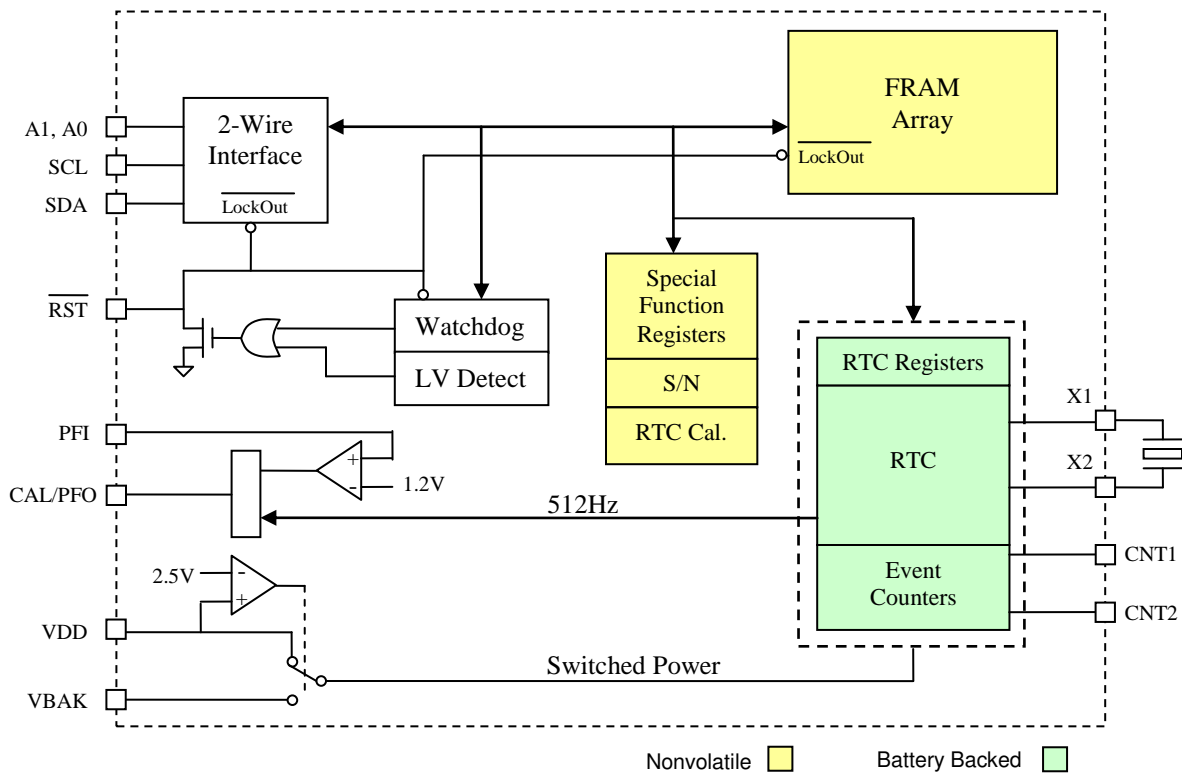 FRAM
Array
LockOut
A1, A0
SCL
SDA
2-Wire
Interface
LockOut
RST
Watchdog
LV Detect
Special
Function
Registers
S/N
RTC Cal.
RTC Registers
RTC
Event
Counters
X1
X2
CNT1
CNT2
PFI
CAL/PFO
+
-
1.2V
512Hz
2.5V
-
+
VDD
VBAK
Switched Power
Nonvolatile
Battery Backed